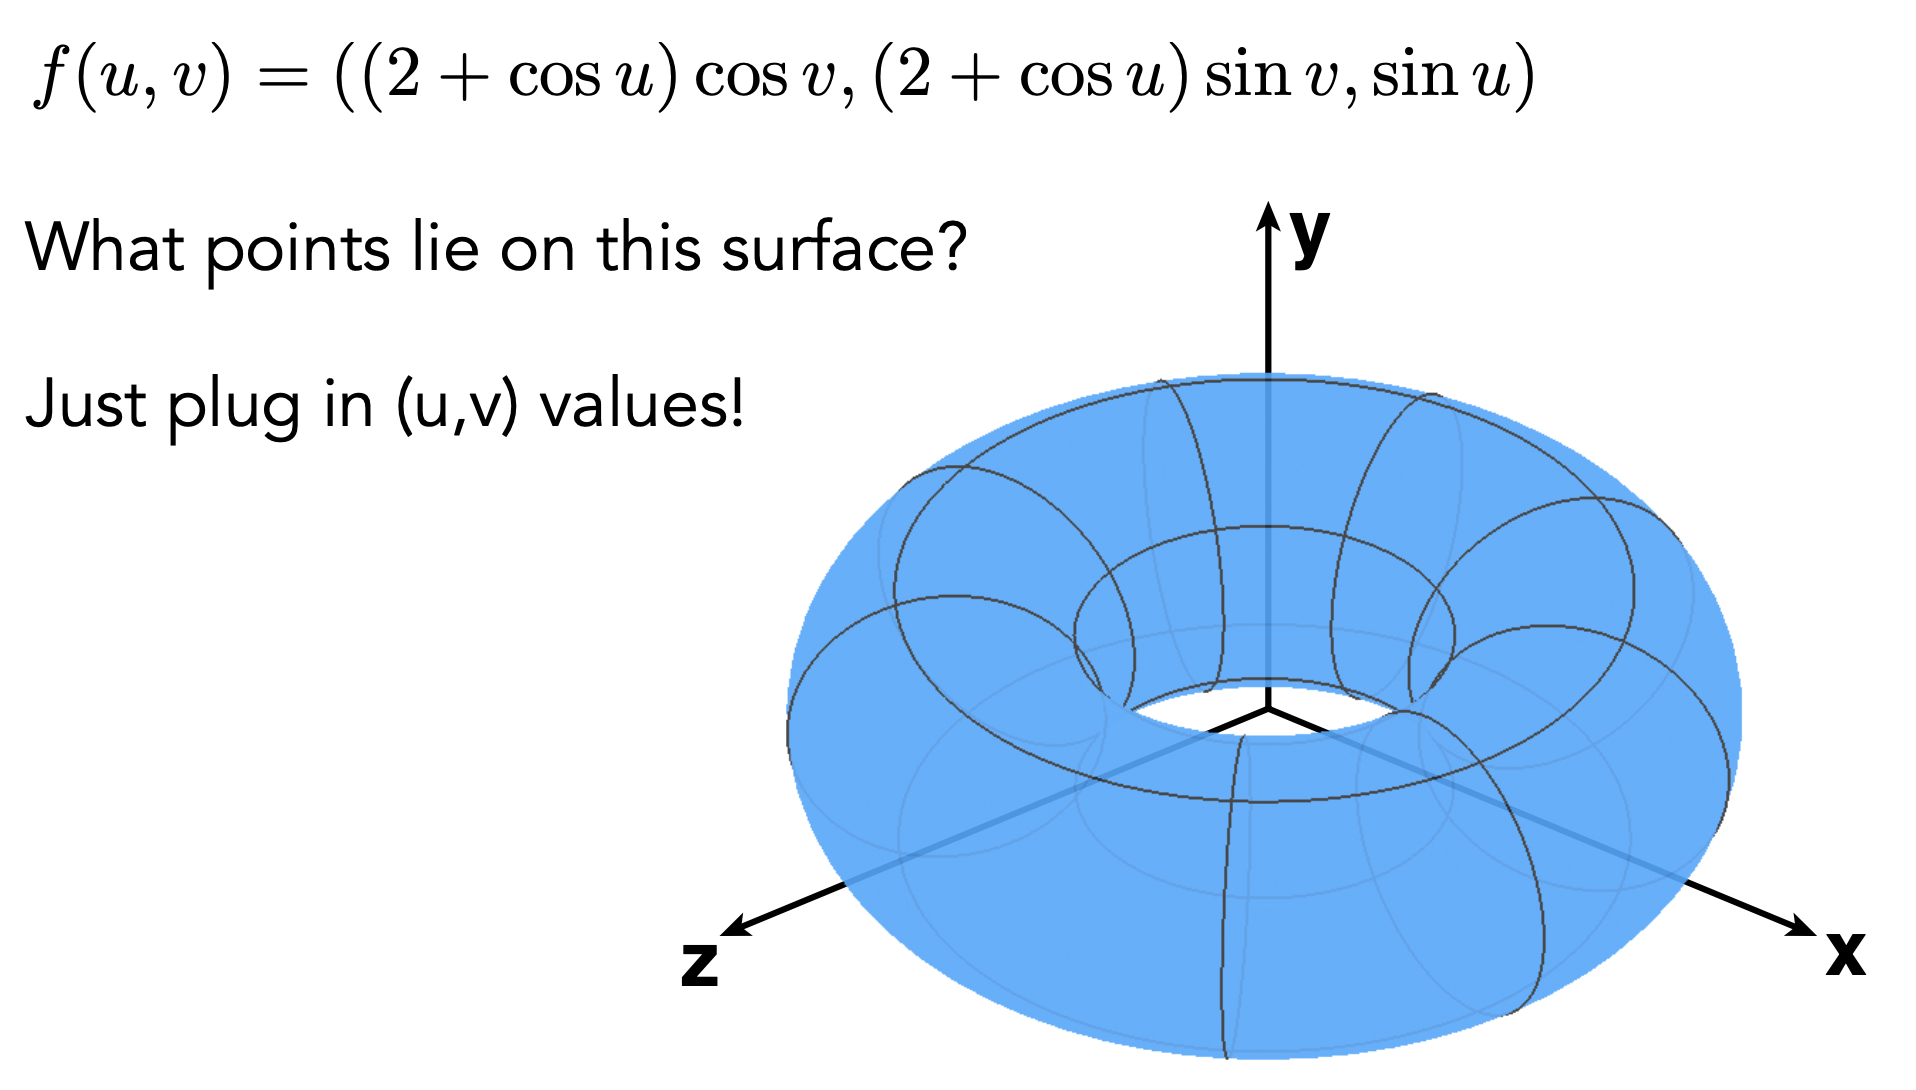 f(u, v) = ((2 + cos u) cos v, (2 + cos u) sin v, sin u)
What points lie on this surface?
y
Just plug in (u,v) values!
z
x